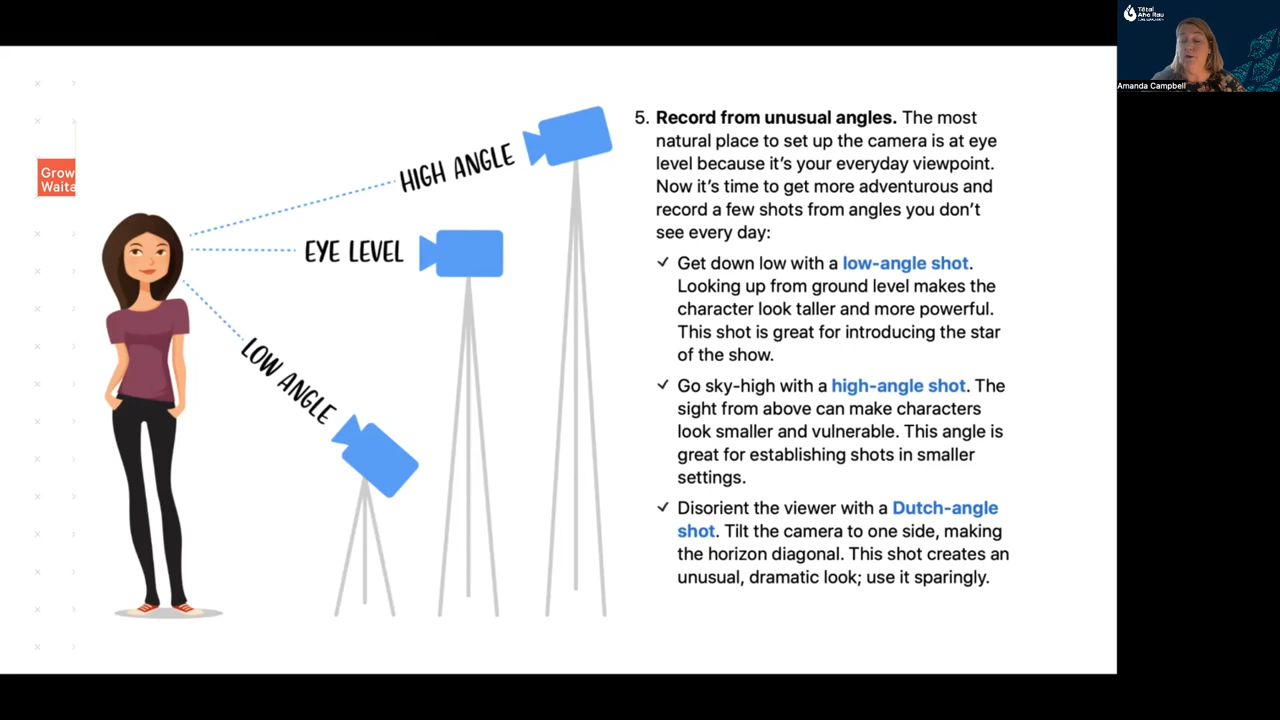 Tātai
Aho Rau
Amanda Campbell
Grow
Waita
HIGH ANGLE
EYE LEVEL
LOW ANGLE
5. Record from unusual angles. The most
natural place to set up the camera is at eye
level because it’s your everyday viewpoint.
Now it’s time to get more adventurous and
record a few shots from angles you don’t
see every day:
✓ Get down low with a low-angle shot.
Looking up from ground level makes the
character look taller and more powerful.
This shot is great for introducing the star
of the show.
✓ Go sky-high with a high-angle shot. The
sight from above can make characters
look smaller and vulnerable. This angle is
great for establishing shots in smaller
settings.
✓ Disorient the viewer with a Dutch-angle
shot. Tilt the camera to one side, making
the horizon diagonal. This shot creates an
unusual, dramatic look; use it sparingly.